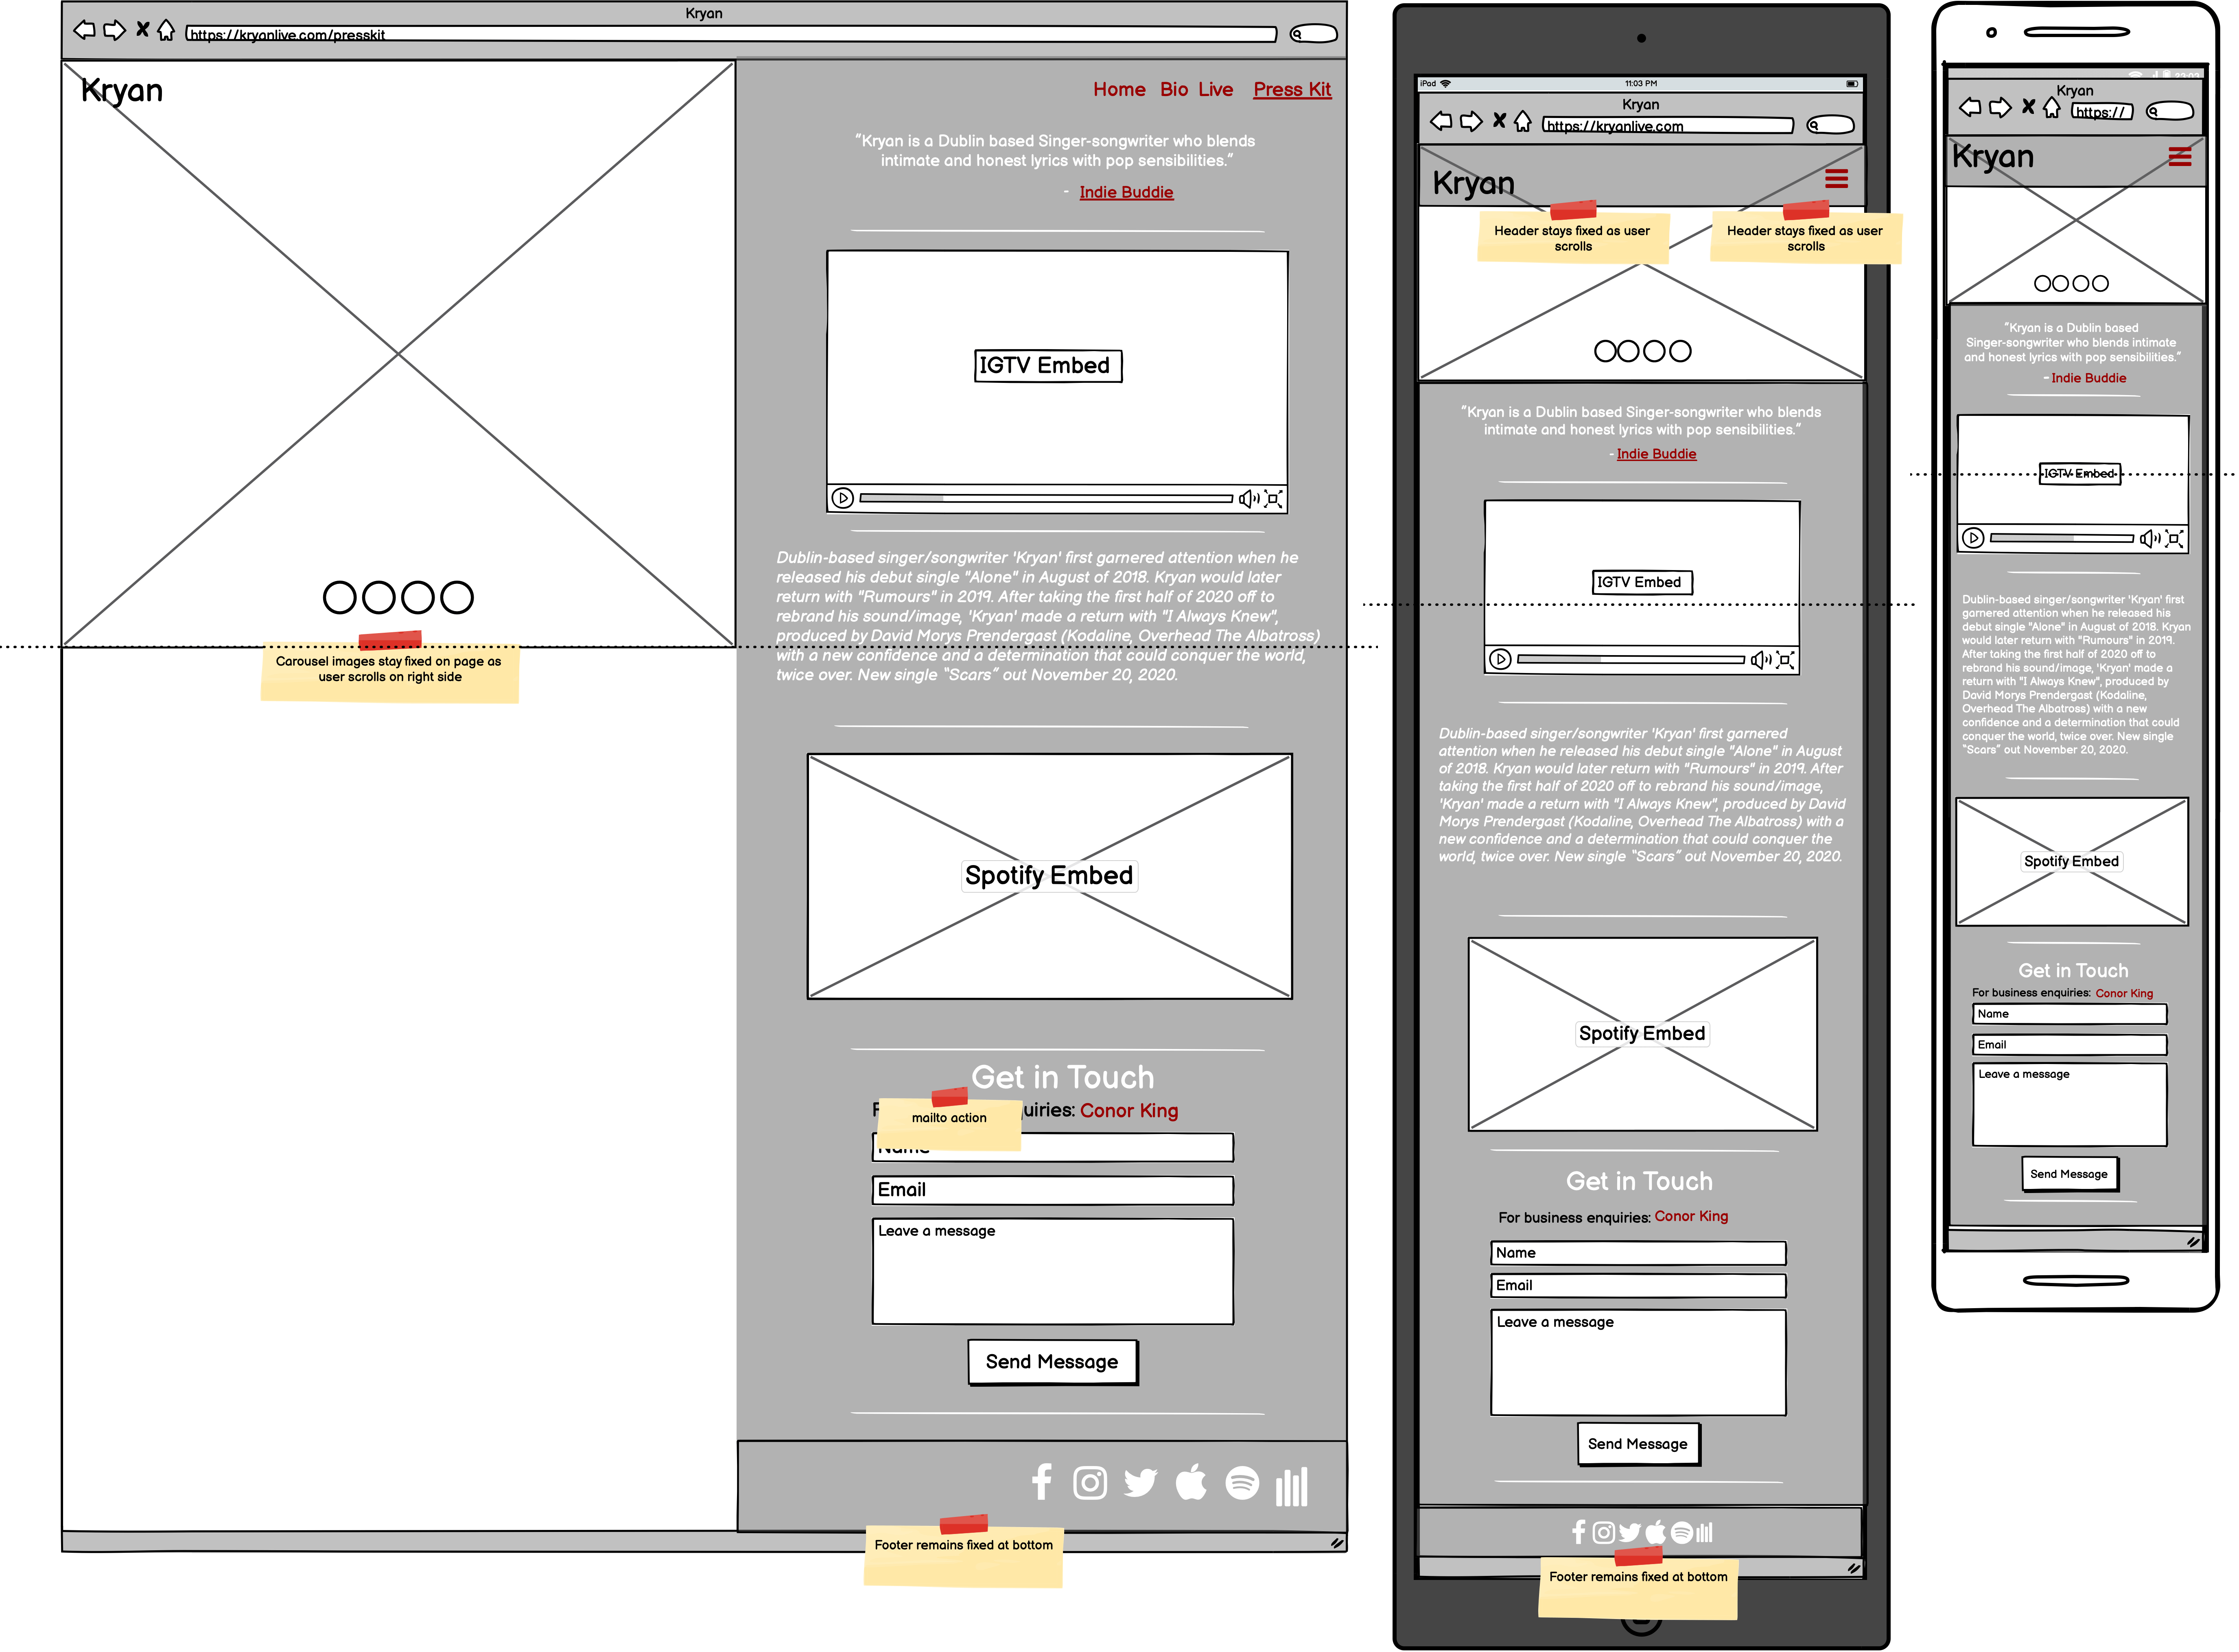 Kryan
https://kryanlive.com/presskit
Kryan
Home Bio Live Press Kit
"Kryan is a Dublin based Singer-songwriter who blends
intimate and honest lyrics with pop sensibilities."
- Indie Buddie
IGTV Embed
Dublin-based singer/songwriter 'Kryan' first garnered attention when he
released his debut single "Alone" in August of 2018. Kryan would later
return with "Rumours" in 2019. After taking the first half of 2020 off to
rebrand his sound/image, 'Kryan' made a return with "I Always Knew",
produced by David Morys Prendergast (Kodaline, Overhead The Albatross)
with a new confidence and a determination that could conquer the world,
twice over. New single "Scars" out November 20, 2020.
Carousel images stay fixed on page as
user scrolls on right side
Spotify Embed
Get in Touch
mailto action
uiries: Conor King
Name
Email
Leave a message
Send Message
Footer remains fixed at bottom
iPad
11:03 PM
Kryan
https://kryanlive.com
Kryan
Header stays fixed as user
scrolls
Header stays fixed as user
scrolls
"Kryan is a Dublin based Singer-songwriter who blends
intimate and honest lyrics with pop sensibilities."
- Indie Buddie
IGTV Embed
Dublin-based singer/songwriter 'Kryan' first garnered
attention when he released his debut single "Alone" in August
of 2018. Kryan would later return with "Rumours" in 2019. After
taking the first half of 2020 off to rebrand his sound/image,
'Kryan' made a return with "I Always Knew", produced by David
Morys Prendergast (Kodaline, Overhead The Albatross) with a
new confidence and a determination that could conquer the
world, twice over. New single "Scars" out November 20, 2020.
Spotify Embed
Get in Touch
For business enquiries: Conor King
Name
Email
Leave a message
Send Message
Footer remains fixed at bottom
23:03
Kryan
https://
Kryan
"Kryan is a Dublin based
Singer-songwriter who blends intimate
and honest lyrics with pop sensibilities."
- Indie Buddie
IGTV Embed
Dublin-based singer/songwriter 'Kryan' first
garnered attention when he released his
debut single "Alone" in August of 2018. Kryan
would later return with "Rumours" in 2019.
After taking the first half of 2020 off to
rebrand his sound/image, 'Kryan' made a
return with "I Always Knew", produced by
David Morys Prendergast (Kodaline,
Overhead The Albatross) with a new
confidence and a determination that could
conquer the world, twice over. New single
"Scars" out November 20, 2020.
Spotify Embed
Get in Touch
For business enquiries: Conor King
Name
Email
Leave a message
Send Message